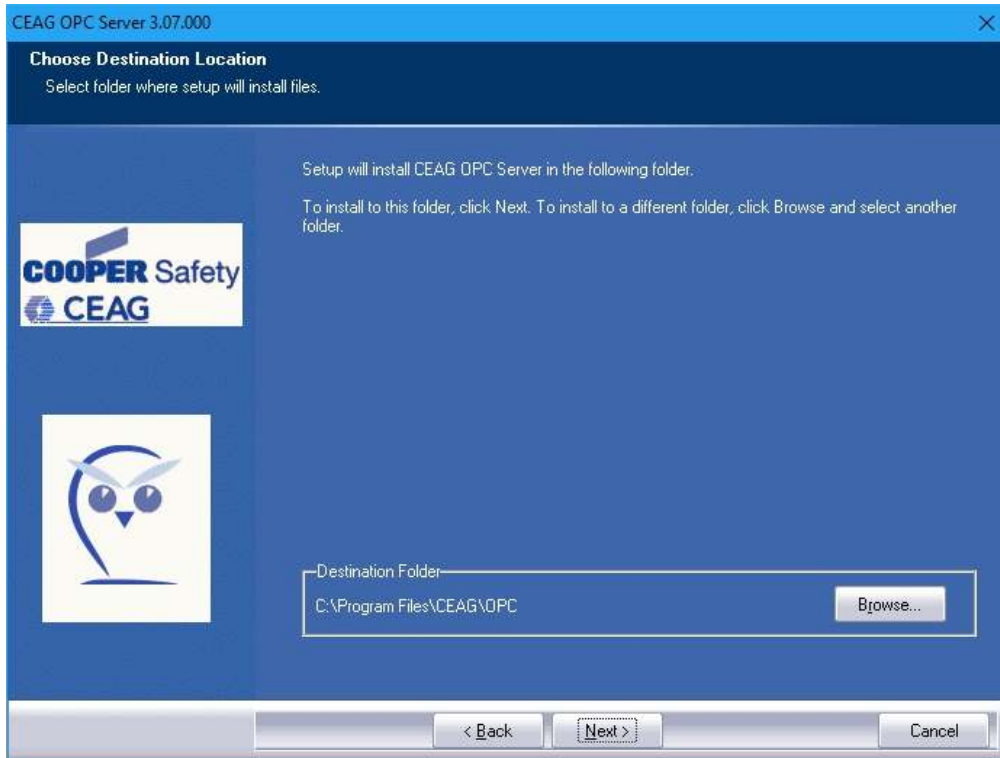 CEAG OPC Server 3.07.000
Choose Destination Location
Select folder where setup will install files.
Setup will install CEAG OPC Server in the following folder.
To install to this folder, click Next. To install to a different folder, click Browse and select another
folder.
COOPER Safety
CEAG
Destination Folder
C:\Program Files\CEAG\OPC
Browse...
< Back
Next >
Cancel